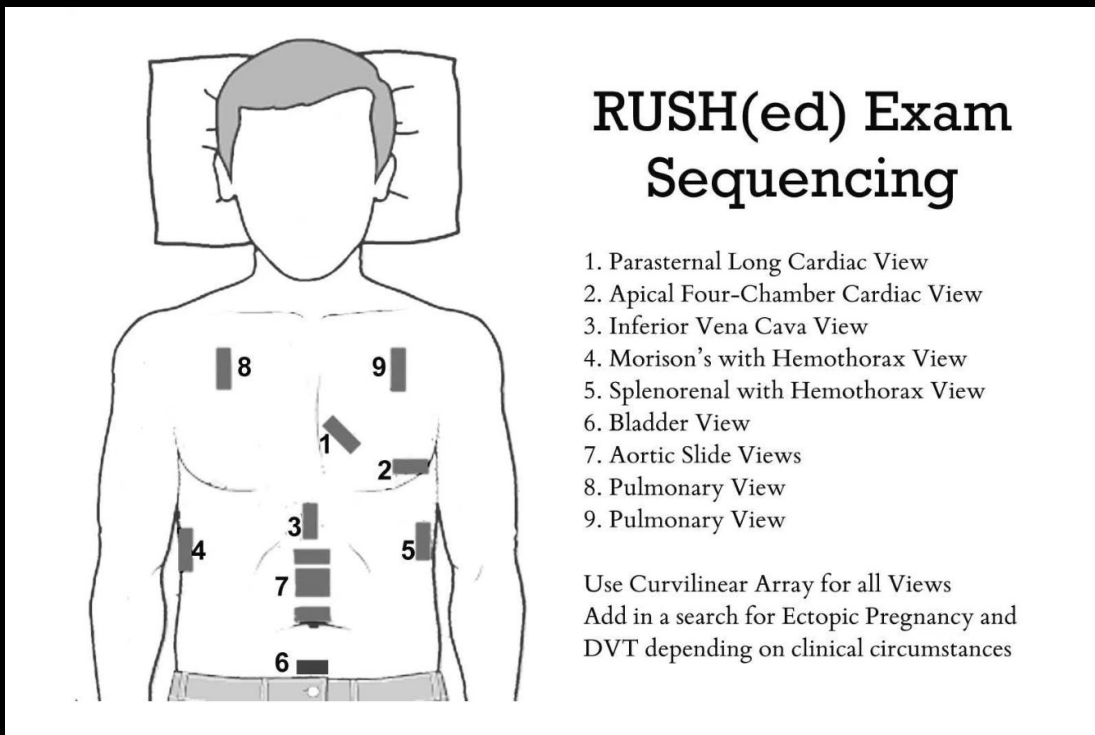 RUSH(ed) Exam
Sequencing
1. Parasternal Long Cardiac View
2. Apical Four-Chamber Cardiac View
3. Inferior Vena Cava View
4. Morison's with Hemothorax View
5. Splenorenal with Hemothorax View
6. Bladder View
7. Aortic Slide Views
8. Pulmonary View
9. Pulmonary View
Use Curvilinear Array for all Views
Add in a search for Ectopic Pregnancy and
DVT depending on clinical circumstances
8
9
1
2
3
4
5
7
6